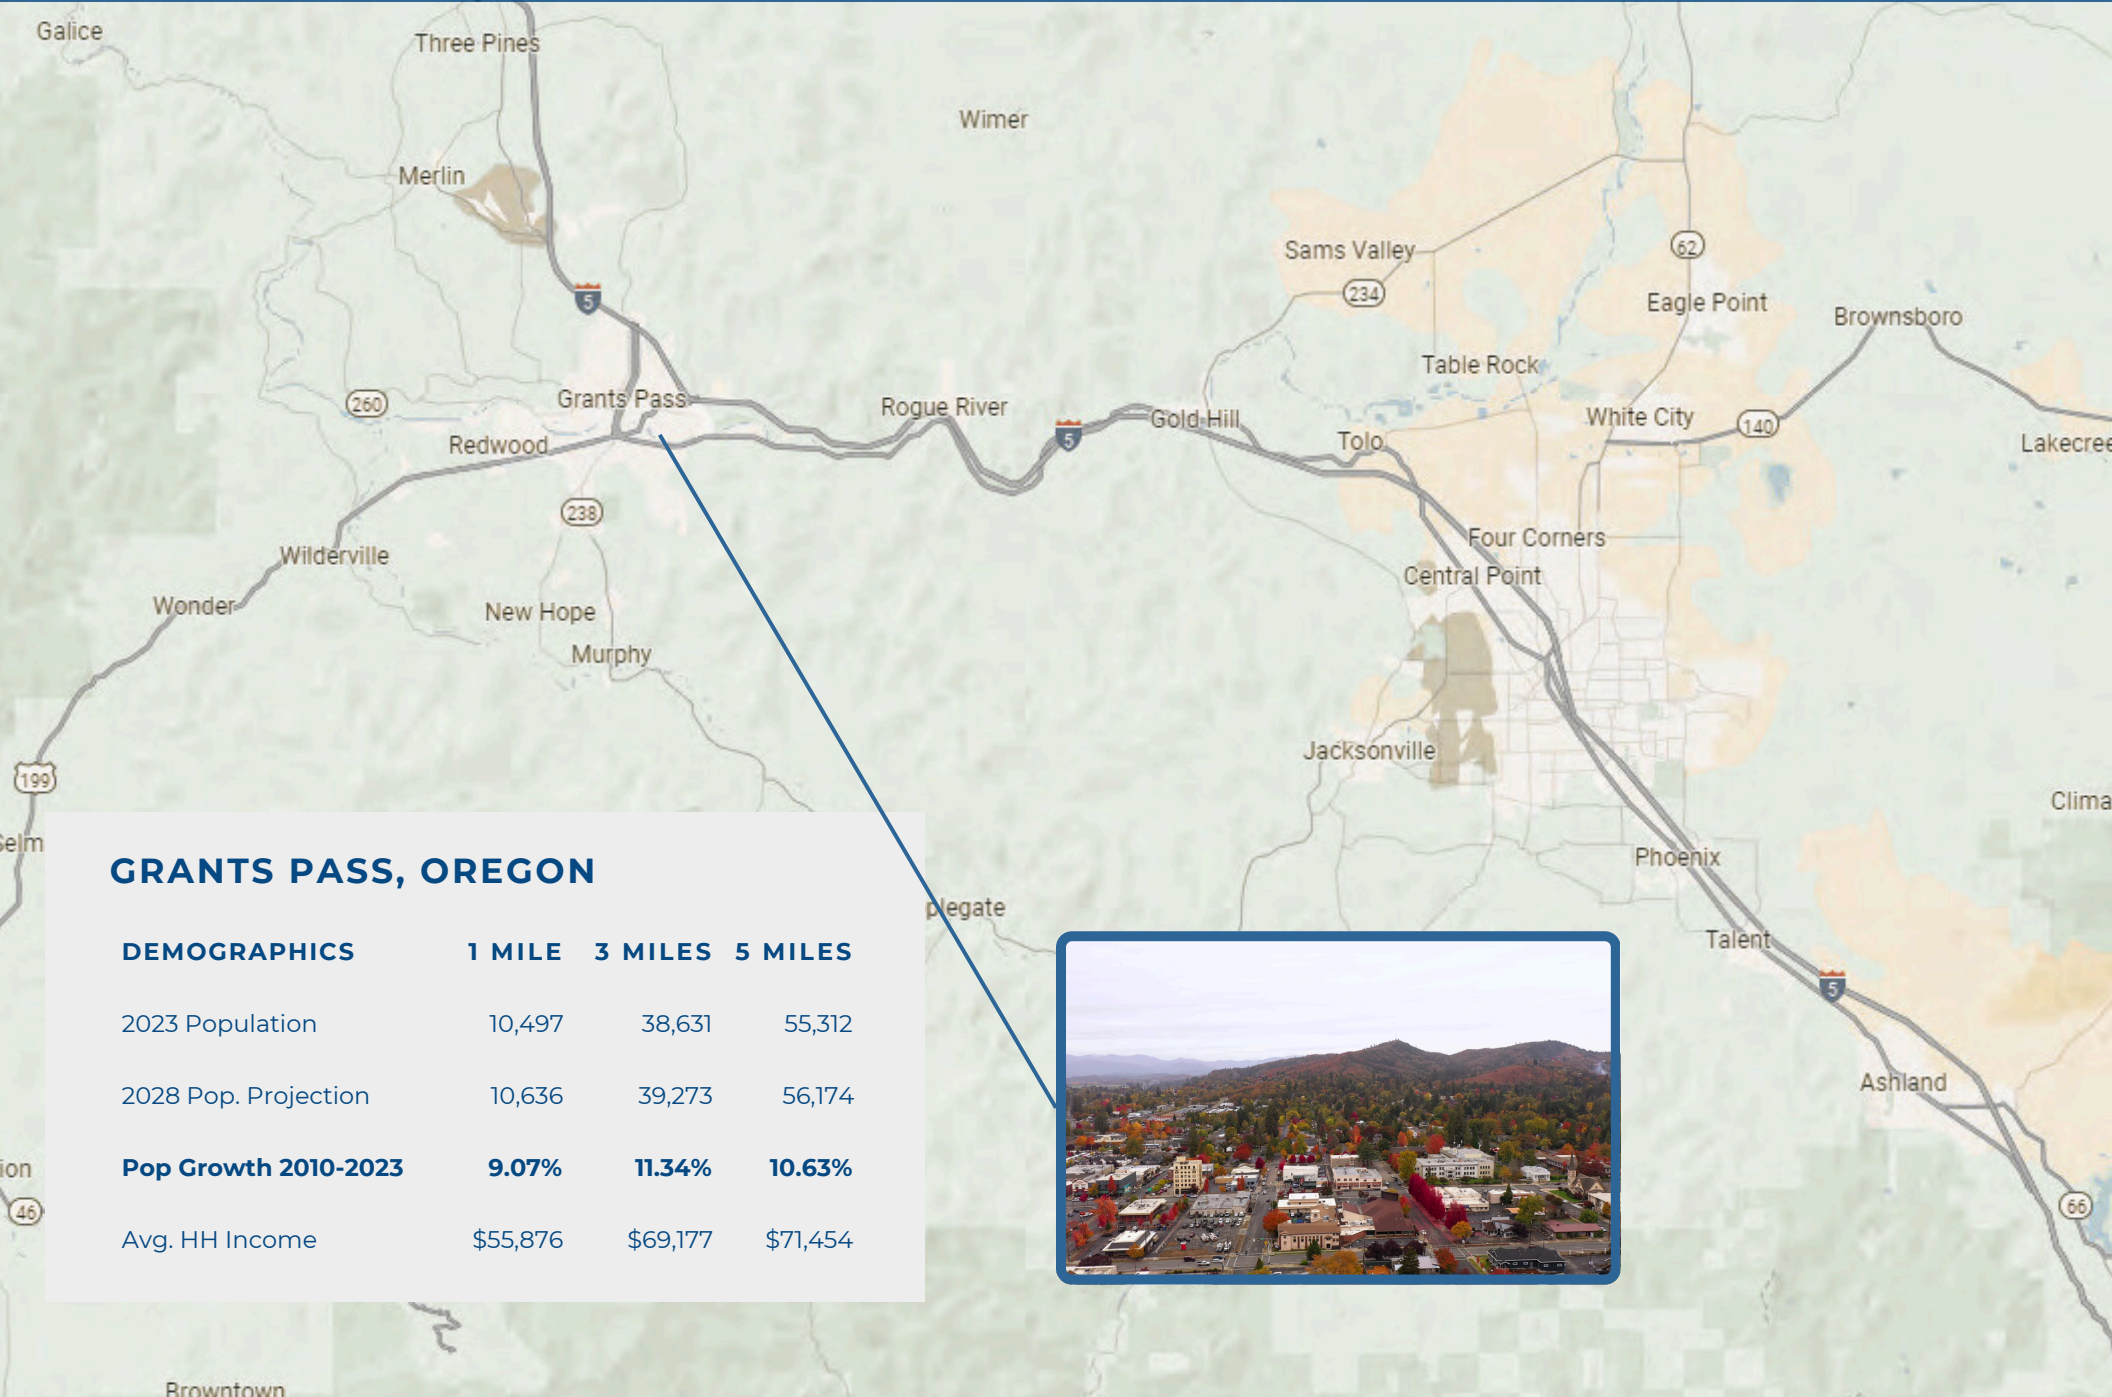 Galice
Three Pines
Wimer
Merlin
Sams Valley
62
234
5
Eagle Point
Brownsboro
Table Rock
260
Grants Pass
Rogue River
Gold Hill
White City
140
5
Redwood
Tolo
Lakecree
238
Four Corners
Wilderville
Central Point
Wonder
New Hope
Murphy
Jacksonville
199
Clima
Selm
Phoenix
GRANTS PASS, OREGON
plegate
Talent
DEMOGRAPHICS 1 MILE 3 MILES 5 MILES
5
2023 Population 10,497 38,631 55,312
Ashland
2028 Pop. Projection 10,636 39,273 56,174
ion
Pop Growth 2010-2023 9.07% 11.34% 10.63%
46
66
Avg. HH Income $55,876 $69,177 $71,454
Browntown